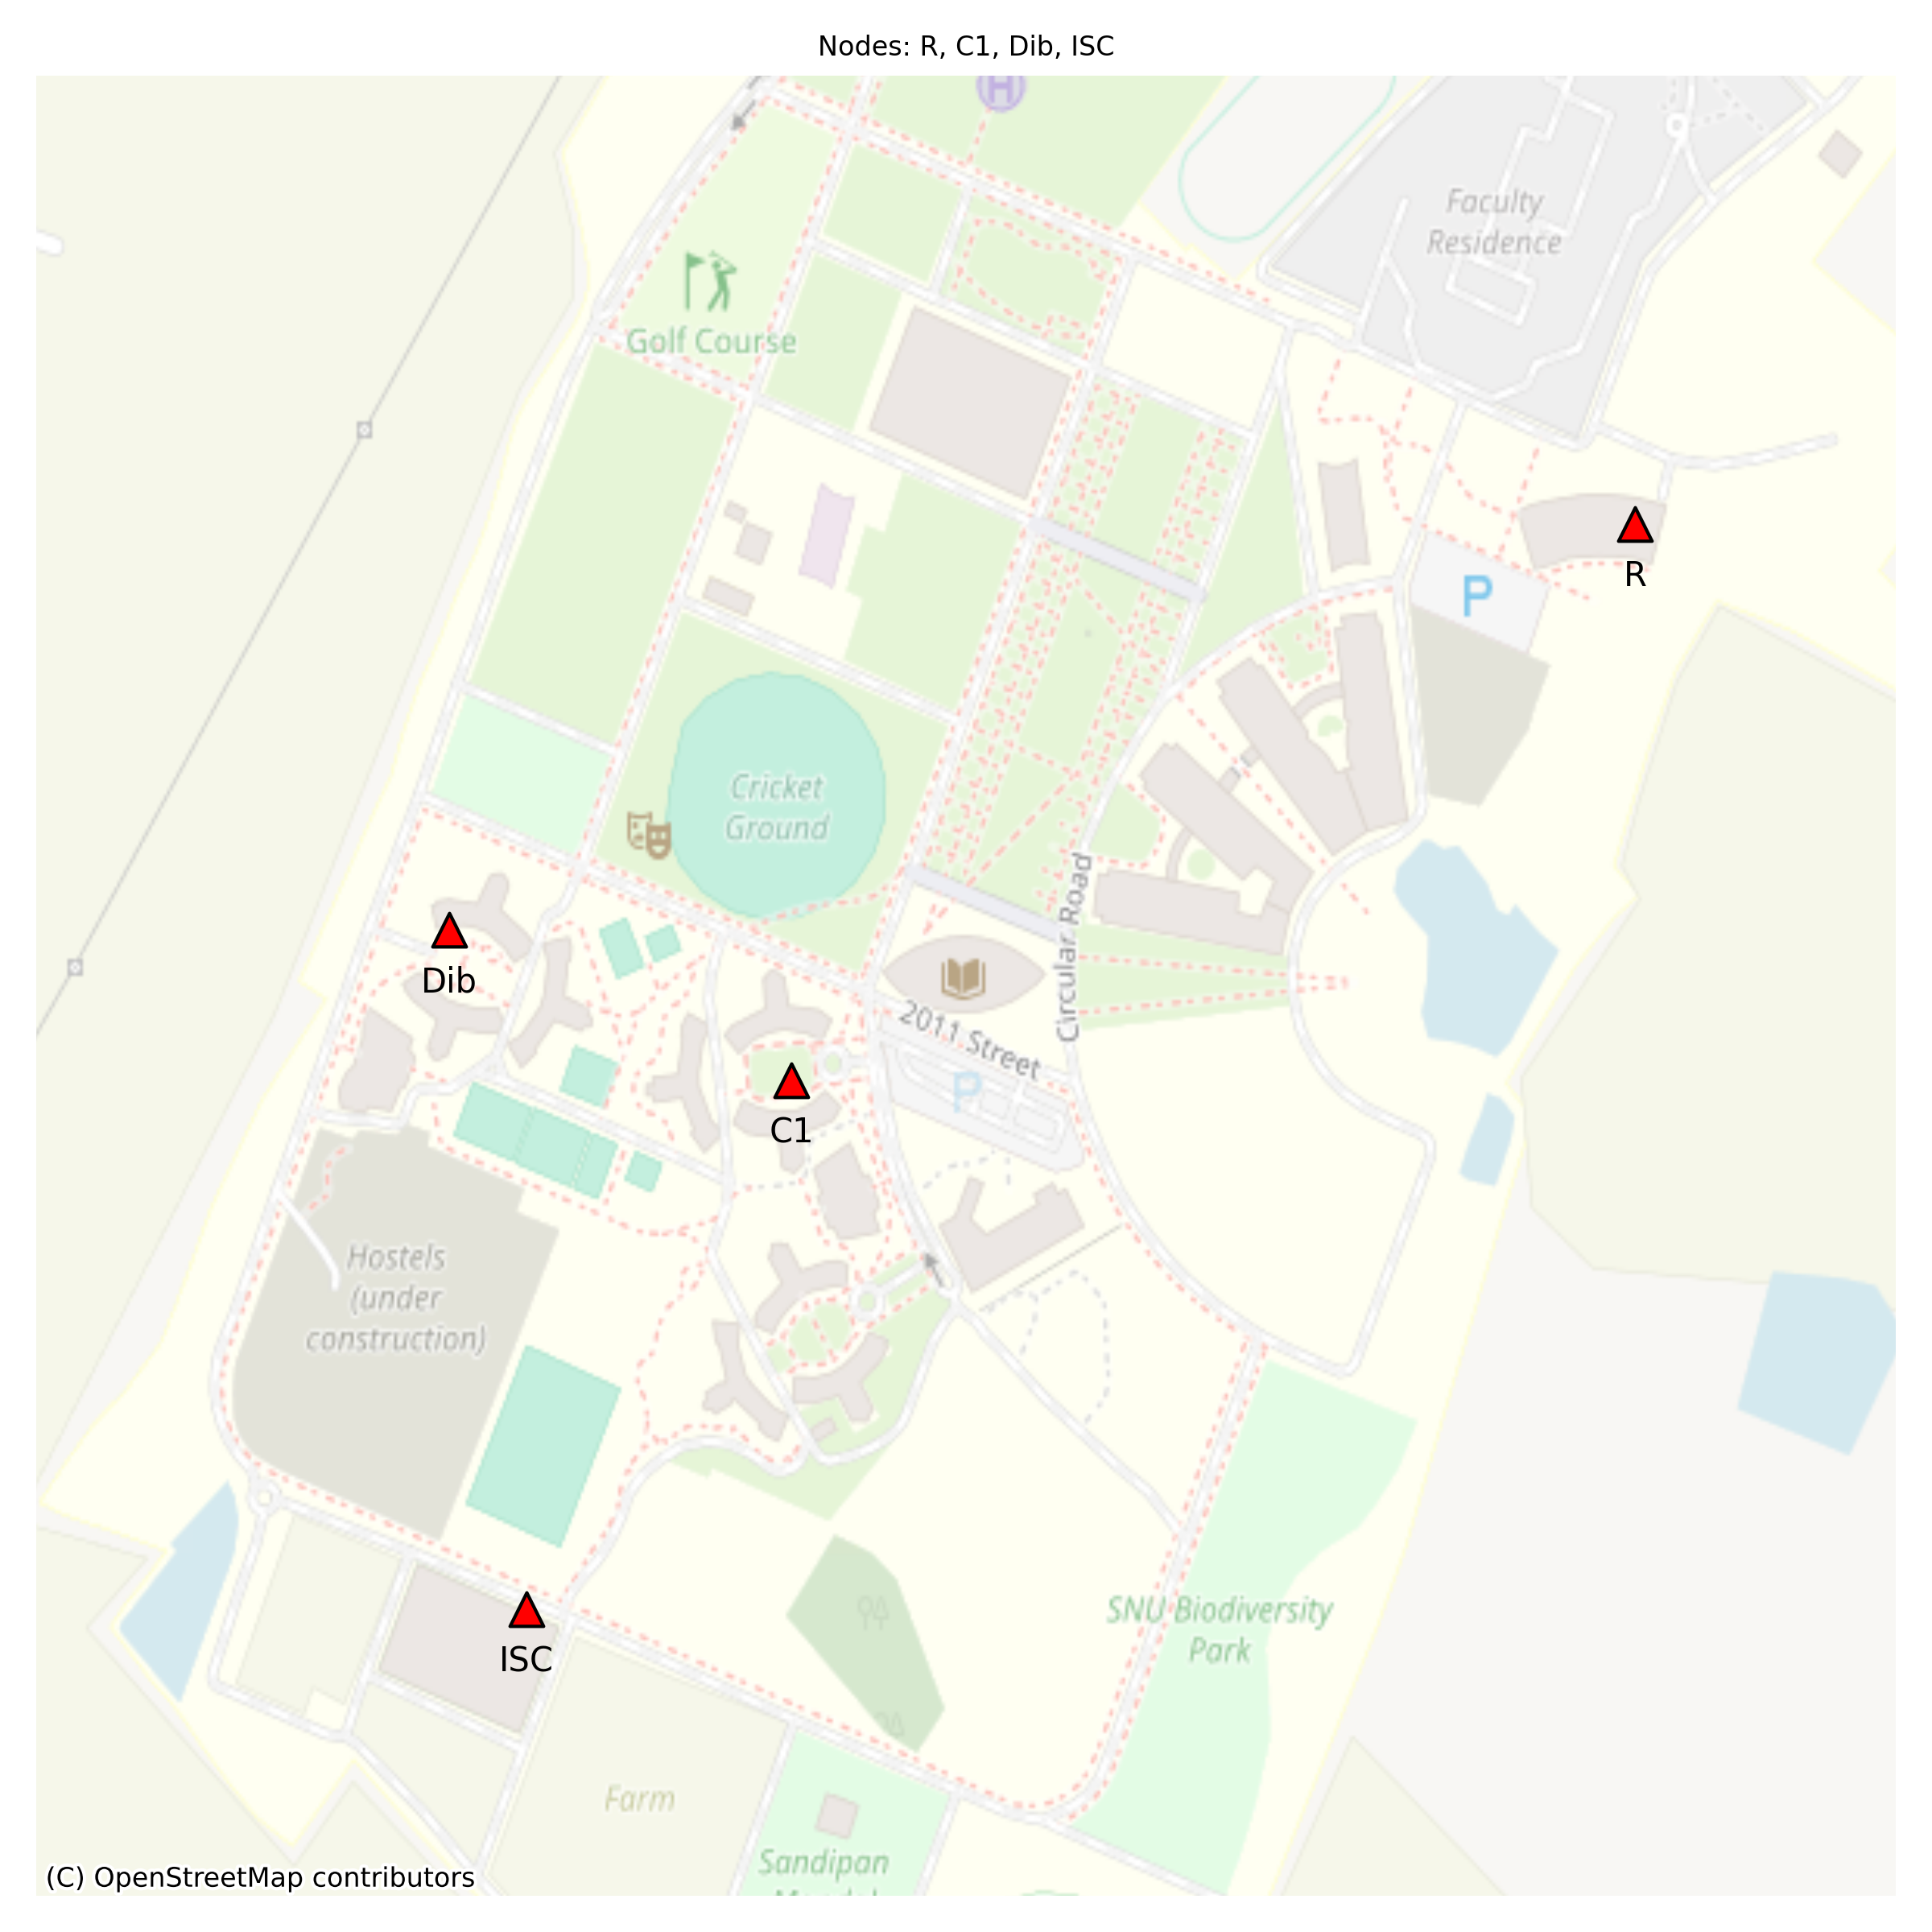 Nodes: R, C1, Dib, ISC
H
Faculty
Residence
Golf Course
R
P
Cricket
Ground
Dib
Circular Road
2011 Street
P
C1
Hostels
(under
construction)
SNU Biodiversity
Park
ISC
Farm
Sandipan
(C) OpenStreetMap contributors